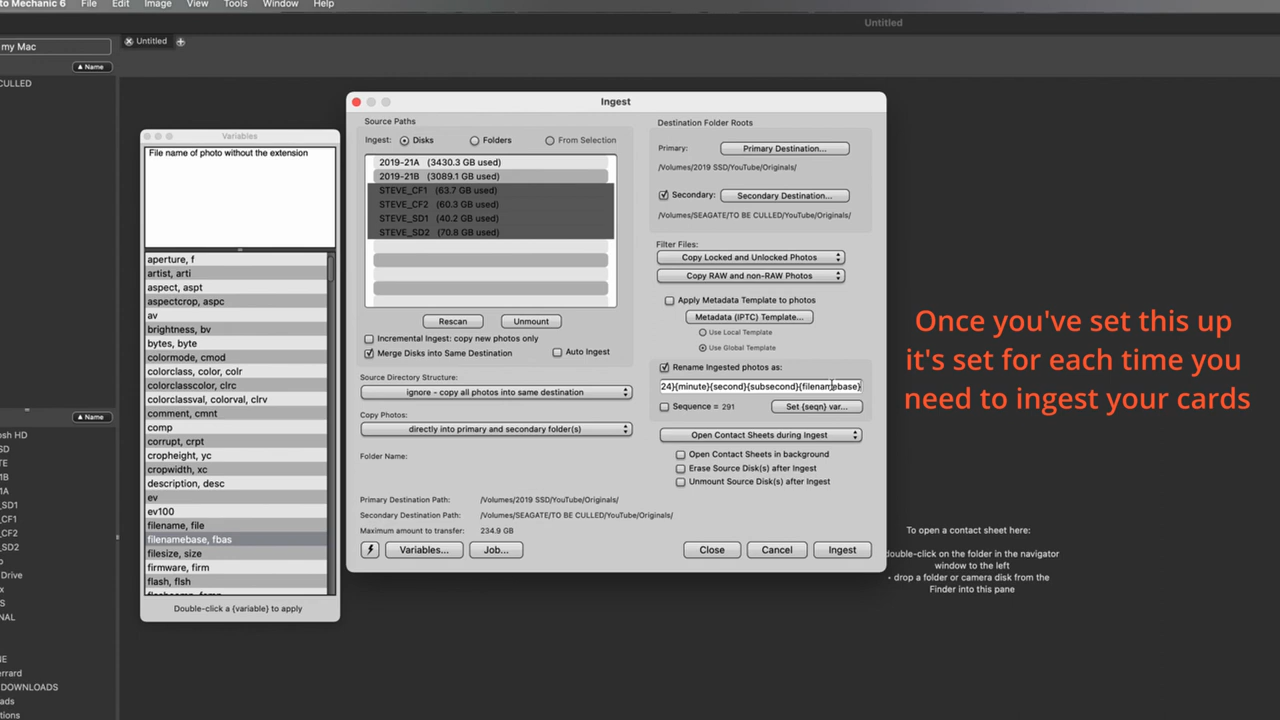 to Mechanic 6 File Edit Image View Tools Window Help
Untitled
my Mac
Untitled
Name
CULLED
Name
osh HD
SD
TE
1B
1A
_SD1
_CF1
_CF2
_SD2
o
Drive
x
S
NAL
NE
errard
DOWNLOADS
ads
tions
Variables
File name of photo without the extension
aperture, f
artist, arti
aspect, aspt
aspectcrop, aspc
av
brightness, bv
bytes, byte
colormode, cmod
colorclass, color, colr
colorclasscolor, clrc
colorclassval, colorval, clrv
comment, cmnt
comp
corrupt, crpt
cropheight, yc
cropwidth, xc
description, desc
ev
ev100
filename, file
filenamebase, fbas
filesize, size
firmware, firm
flash, flsh
Double-click a {variable} to apply
Ingest
Source Paths
Ingest: Disks Folders From Selection
2019-21A (3430.3 GB used)
2019-21B (3089.1 GB used)
STEVE_CF1 (63.7 GB used)
STEVE_CF2 (60.3 GB used)
STEVE_SD1 (40.2 GB used)
STEVE_SD2 (70.8 GB used)
Rescan Unmount
Incremental Ingest: copy new photos only
Merge Disks into Same Destination Auto Ingest
Source Directory Structure:
ignore - copy all photos into same destination
Copy Photos:
directly into primary and secondary folder(s)
Folder Name:
Primary Destination Path: /Volumes/2019 SSD/YouTube/Originals/
Secondary Destination Path: /Volumes/SEAGATE/TO BE CULLED/YouTube/Originals/
Maximum amount to transfer: 234.9 GB
Variables... Job... Close Cancel Ingest
Destination Folder Roots
Primary: Primary Destination...
/Volumes/2019 SSD/YouTube/Originals/
Secondary: Secondary Destination...
/Volumes/SEAGATE/TO BE CULLED/YouTube/Originals/
Filter Files:
Copy Locked and Unlocked Photos
Copy RAW and non-RAW Photos
Apply Metadata Template to photos
Metadata (IPTC) Template...
Use Local Template
Use Global Template
Rename Ingested photos as:
24}{minute}{second}{subsecond}{filenamebase}
Sequence = 291 Set {seqn} var...
Open Contact Sheets during Ingest
Open Contact Sheets in background
Erase Source Disk(s) after Ingest
Unmount Source Disk(s) after Ingest
Once you've set this up
it's set for each time you
need to ingest your cards
To open a contact sheet here:
double-click on the folder in the navigator
window to the left
• drop a folder or camera disk from the
Finder into this pane